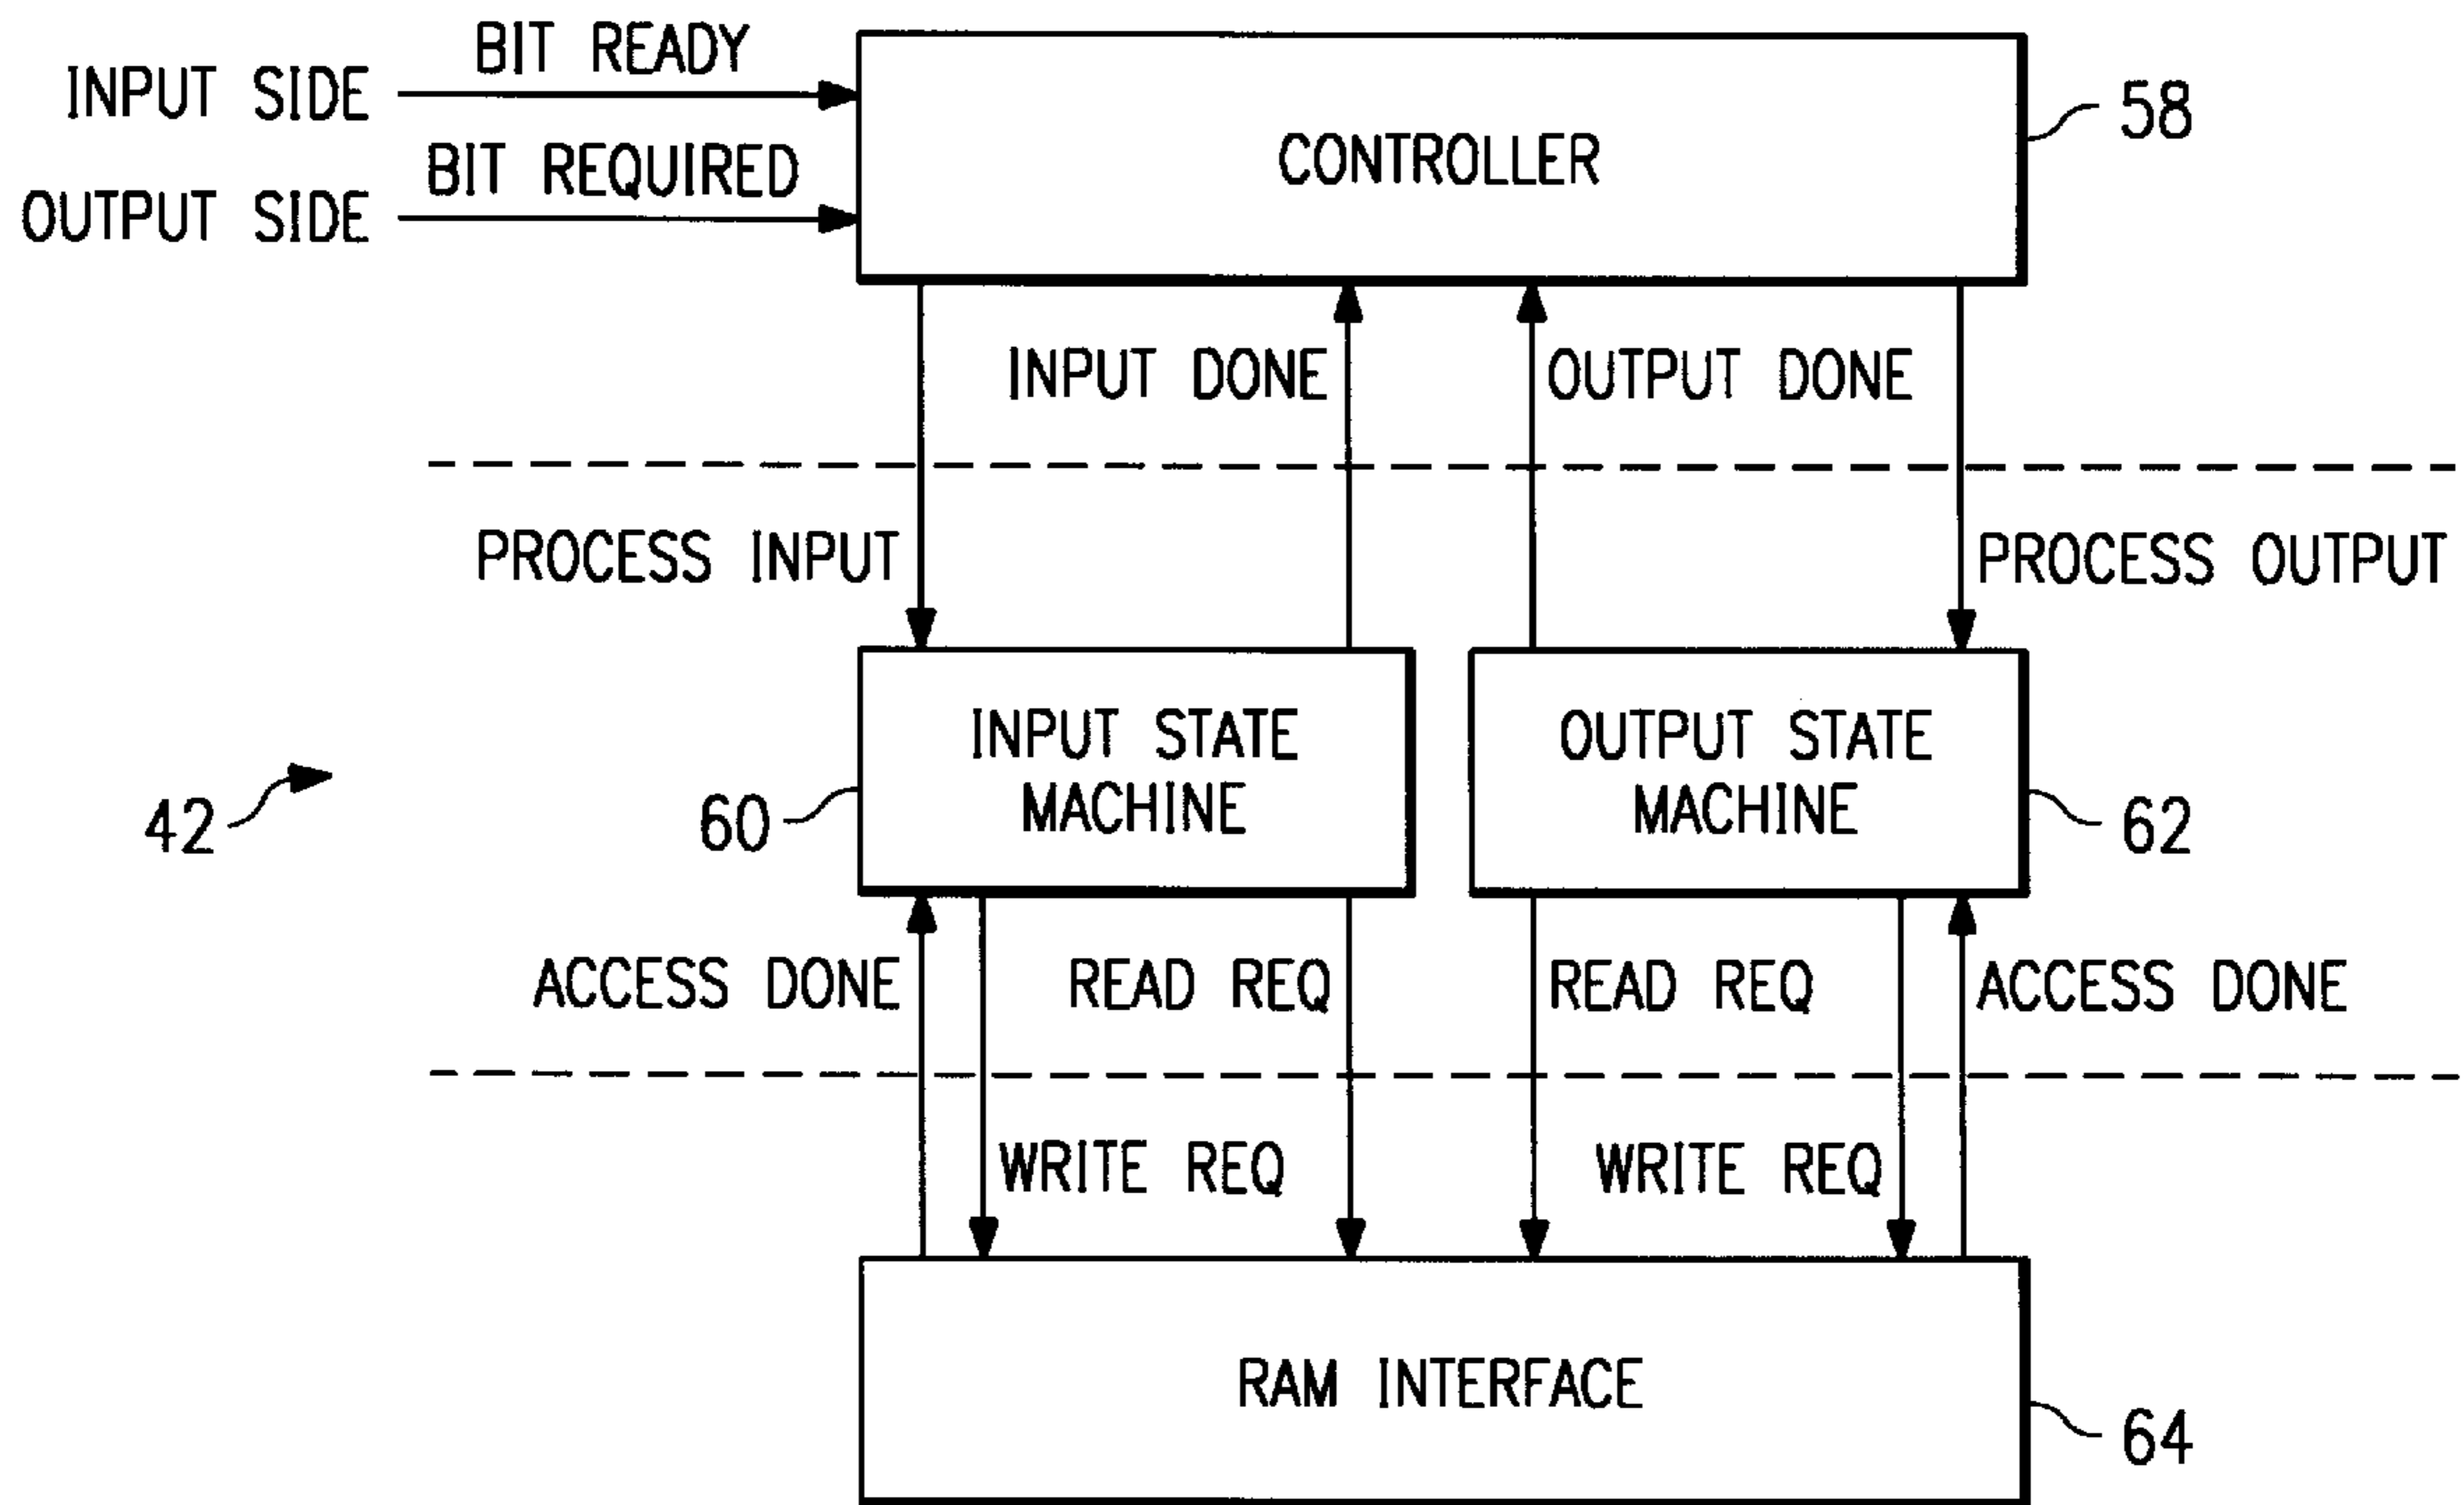 BIT READY
INPUT SIDE
BIT REQUIRED
OUTPUT SIDE
CONTROLLER
58
INPUT DONE
OUTPUT DONE
PROCESS INPUT
PROCESS OUTPUT
INPUT STATE
MACHINE
OUTPUT STATE
MACHINE
42
60
62
ACCESS DONE
READ REQ
READ REQ
ACCESS DONE
WRITE REQ
WRITE REQ
RAM INTERFACE
64